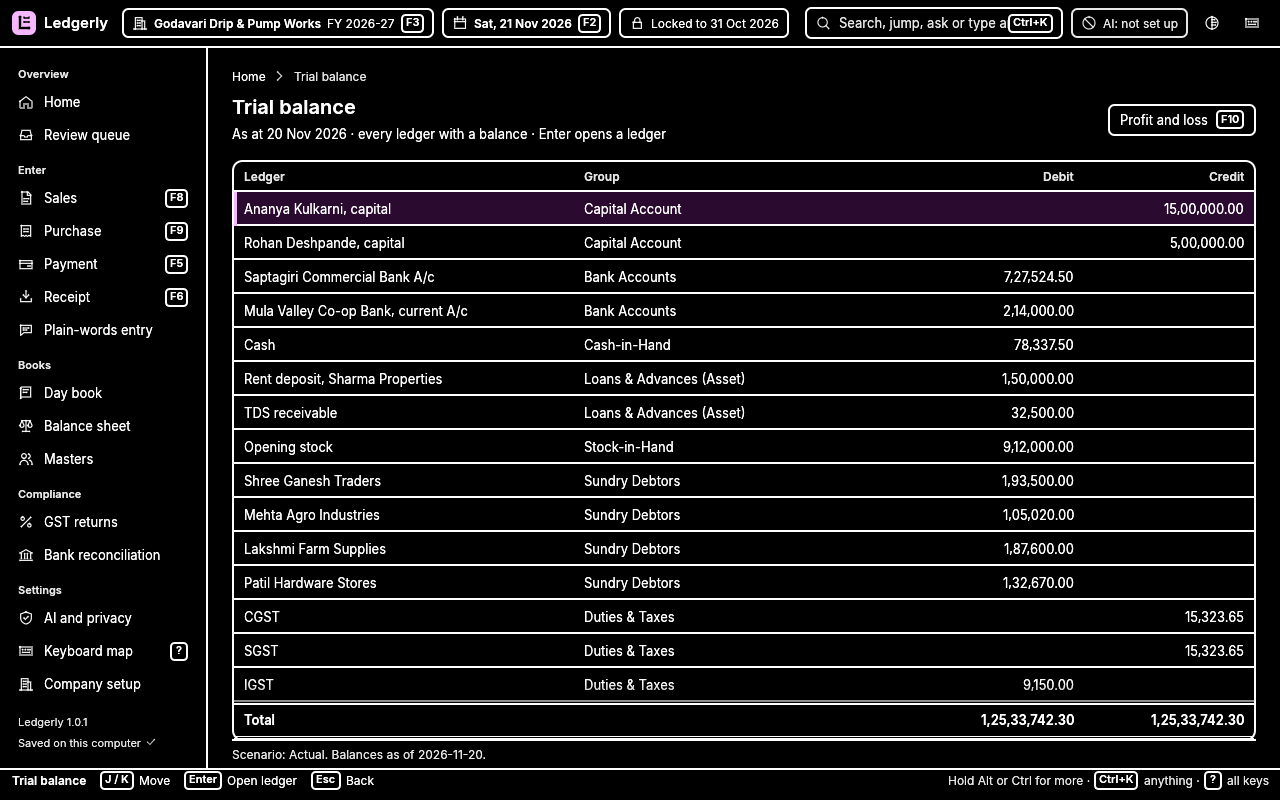 Ledgerly
Godavari Drip & Pump Works FY 2026-27 F3
Sat, 21 Nov 2026 F2
Locked to 31 Oct 2026
Search, jump, ask or type a Ctrl+K
AI: not set up
Overview
Home
Review queue
Enter
Sales F8
Purchase F9
Payment F5
Receipt F6
Plain-words entry
Books
Day book
Balance sheet
Masters
Compliance
GST returns
Bank reconciliation
Settings
AI and privacy
Keyboard map ?
Company setup
Ledgerly 1.0.1
Saved on this computer
Home > Trial balance
Trial balance
As at 20 Nov 2026 · every ledger with a balance · Enter opens a ledger
Profit and loss F10
Ledger Group Debit Credit
Ananya Kulkarni, capital Capital Account 15,00,000.00
Rohan Deshpande, capital Capital Account 5,00,000.00
Saptagiri Commercial Bank A/c Bank Accounts 7,27,524.50
Mula Valley Co-op Bank, current A/c Bank Accounts 2,14,000.00
Cash Cash-in-Hand 78,337.50
Rent deposit, Sharma Properties Loans & Advances (Asset) 1,50,000.00
TDS receivable Loans & Advances (Asset) 32,500.00
Opening stock Stock-in-Hand 9,12,000.00
Shree Ganesh Traders Sundry Debtors 1,93,500.00
Mehta Agro Industries Sundry Debtors 1,05,020.00
Lakshmi Farm Supplies Sundry Debtors 1,87,600.00
Patil Hardware Stores Sundry Debtors 1,32,670.00
CGST Duties & Taxes 15,323.65
SGST Duties & Taxes 15,323.65
IGST Duties & Taxes 9,150.00
Total 1,25,33,742.30 1,25,33,742.30
Scenario: Actual. Balances as of 2026-11-20.
Trial balance J / K Move Enter Open ledger Esc Back
Hold Alt or Ctrl for more · Ctrl+K anything · ? all keys